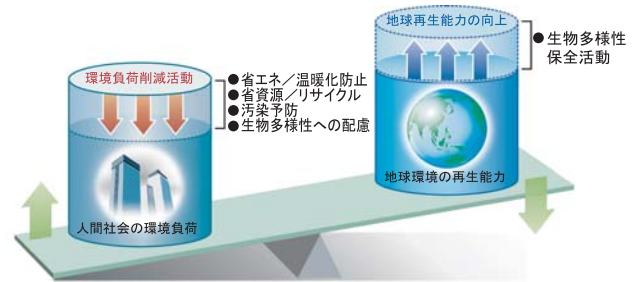 環境負荷削減活動
●省エネ／温暖化防止
●省資源／リサイクル
●汚染予防
●生物多様性への配慮
人間社会の環境負荷
地球再生能力の向上
●生物多様性
保全活動
地球環境の再生能力